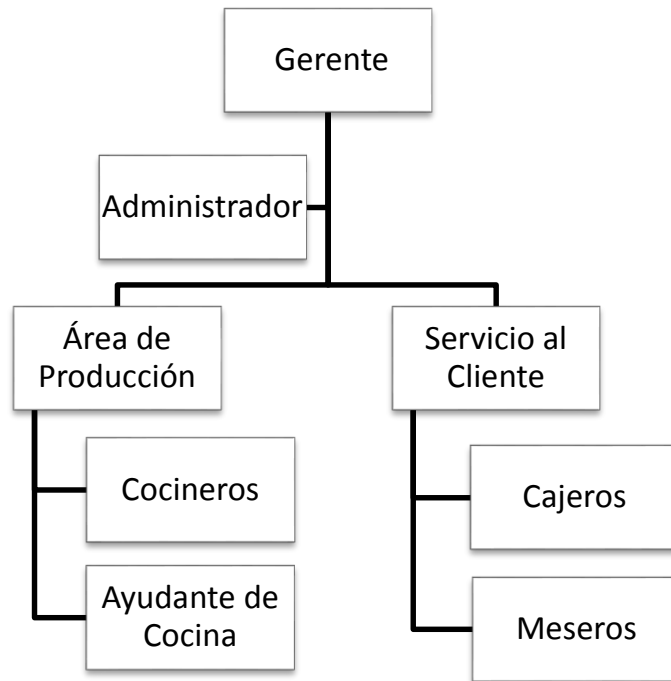 Gerente
Administrador
Área de
Producción
Servicio al
Cliente
Cocineros
Cajeros
Ayudante de
Cocina
Meseros